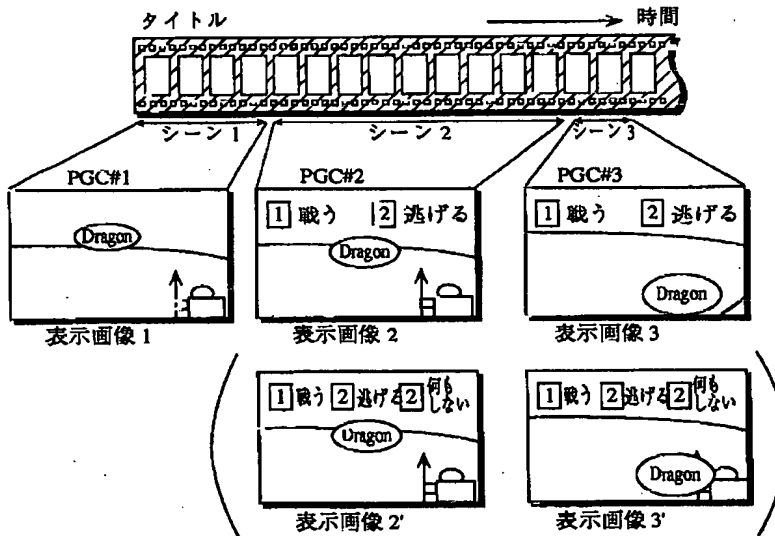 タイトル 時間
シーン1 シーン2 シーン3
PGC#1 PGC#2 PGC#3
Dragon
1 戦う 2 逃げる
Dragon
1 戦う 2 逃げる
Dragon
表示画像1 表示画像2 表示画像3
1 戦う 2 逃げる 2 何も
しない
Dragon
1 戦う 2 逃げる 2 何も
しない
Dragon
表示画像2' 表示画像3'